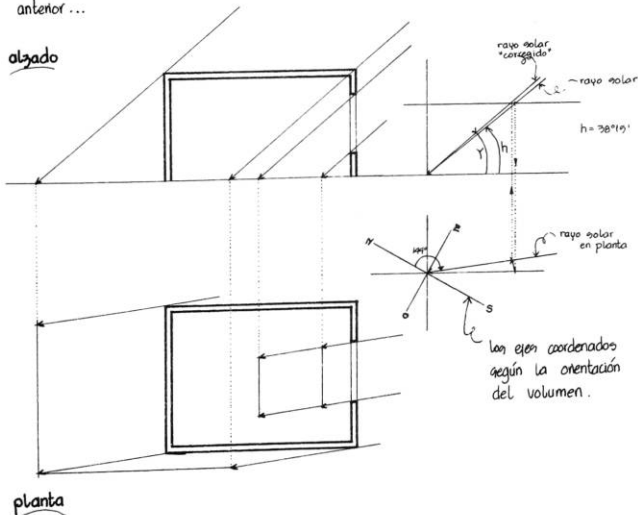 anterior ...
alzado
rayo solar
"corregido"
rayo solar
h = 38°19'
γ
h
rayo solar
en planta
N
E
S
O
los ejes coordenados
según la orientación
del volumen.
planta